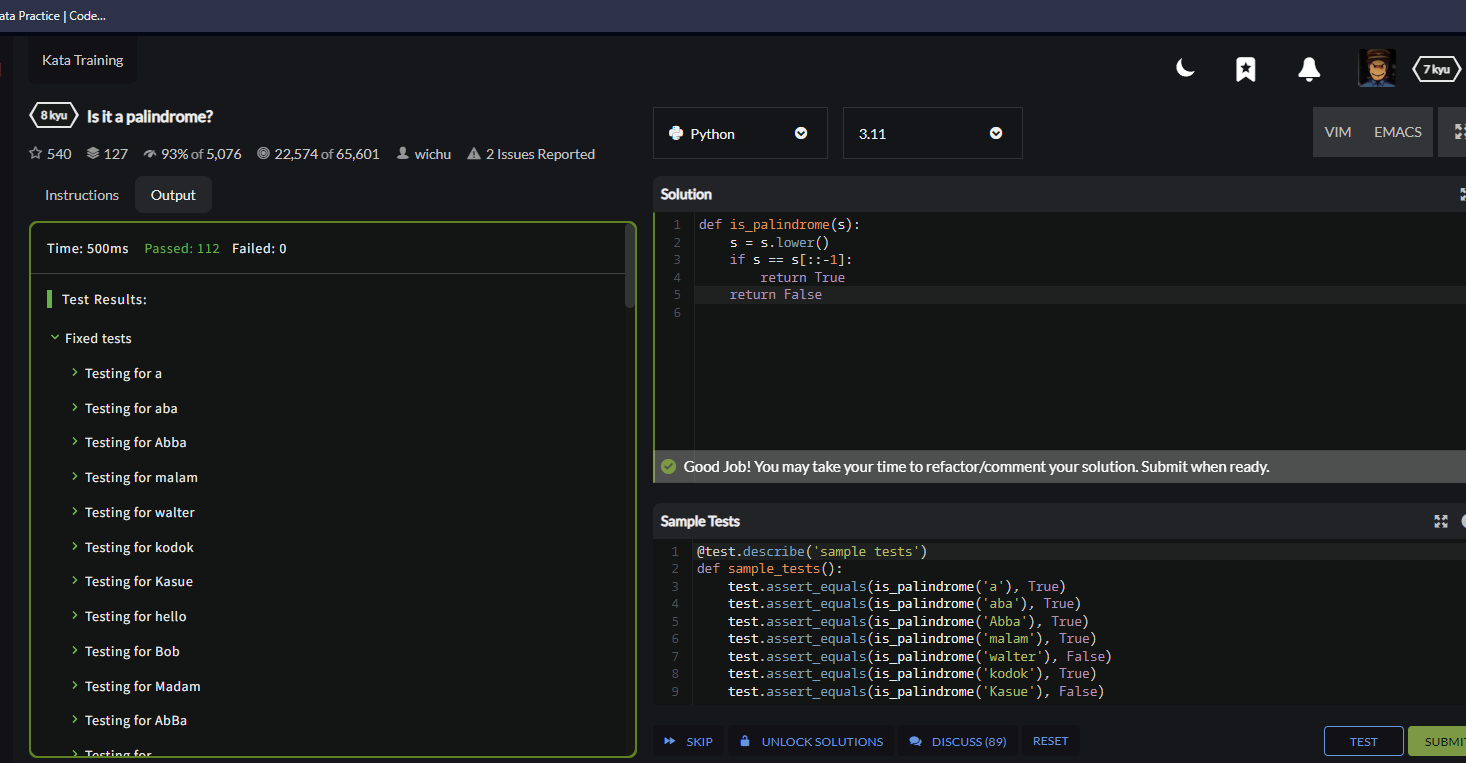 ata Practice | Code...
Kata Training
7 kyu
8 kyu Is it a palindrome?
540 127 93% of 5,076 22,574 of 65,601 wichu 2 Issues Reported
Instructions Output
Time: 500ms Passed: 112 Failed: 0
Test Results:
Fixed tests
Testing for a
Testing for aba
Testing for Abba
Testing for malam
Testing for walter
Testing for kodok
Testing for Kasue
Testing for hello
Testing for Bob
Testing for Madam
Testing for AbBa
Testing for
Python 3.11 VIM EMACS
Solution
1 def is_palindrome(s):
2 s = s.lower()
3 if s == s[::-1]:
4 return True
5 return False
6
Good Job! You may take your time to refactor/comment your solution. Submit when ready.
Sample Tests
1 @test.describe('sample tests')
2 def sample_tests():
3 test.assert_equals(is_palindrome('a'), True)
4 test.assert_equals(is_palindrome('aba'), True)
5 test.assert_equals(is_palindrome('Abba'), True)
6 test.assert_equals(is_palindrome('malam'), True)
7 test.assert_equals(is_palindrome('walter'), False)
8 test.assert_equals(is_palindrome('kodok'), True)
9 test.assert_equals(is_palindrome('Kasue'), False)
SKIP UNLOCK SOLUTIONS DISCUSS (89) RESET TEST SUBMI